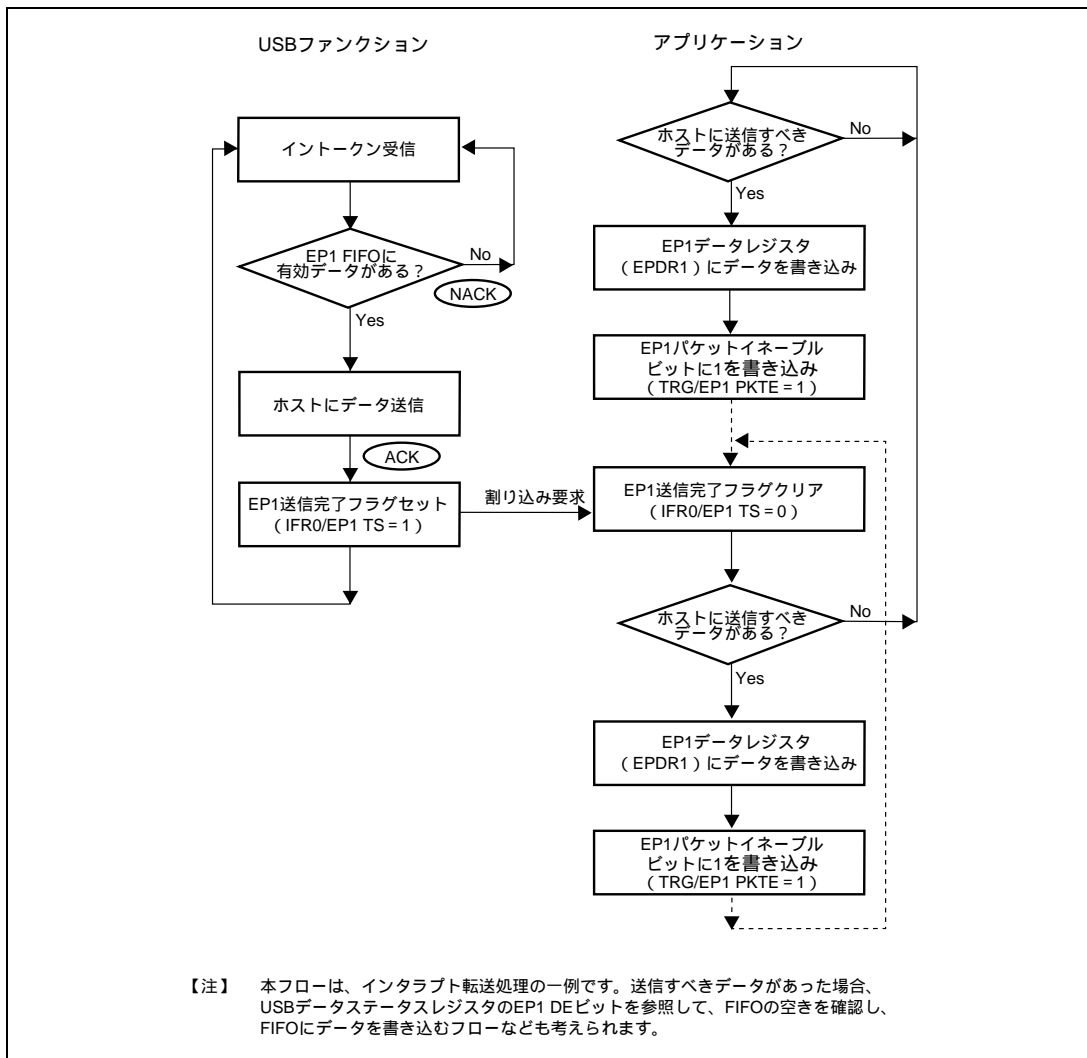 USBファンクション
イントークン受信
EP1 FIFOに
有効データがある？
No
NACK
Yes
ホストにデータ送信
ACK
EP1送信完了フラグセット
（IFR0/EP1 TS = 1）
割り込み要求
アプリケーション
ホストに送信すべき
データがある？
No
Yes
EP1データレジスタ
（EPDR1）にデータを書き込み
EP1パケットイネーブル
ビットに1を書き込み
（TRG/EP1 PKTE = 1）
EP1送信完了フラグクリア
（IFR0/EP1 TS = 0）
ホストに送信すべき
データがある？
No
Yes
EP1データレジスタ
（EPDR1）にデータを書き込み
EP1パケットイネーブル
ビットに1を書き込み
（TRG/EP1 PKTE = 1）
【注】 本フローは、インタラプト転送処理の一例です。送信すべきデータがあった場合、
USBデータステータスレジスタのEP1 DEビットを参照して、FIFOの空きを確認し、
FIFOにデータを書き込むフローなども考えられます。